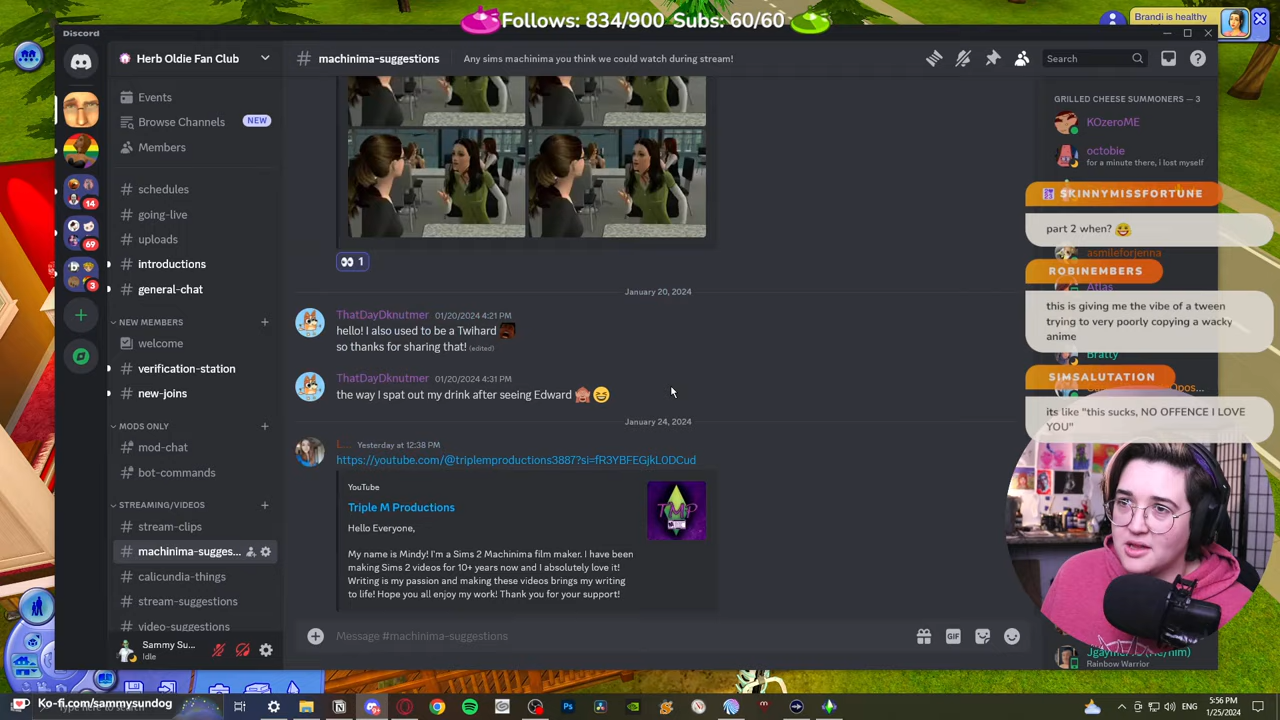 Follows: 834/900 Subs: 60/60
Brandi is healthy
Discord
Herb Oldie Fan Club
machinima-suggestions
Any sims machinima you think we could watch during stream!
Search
Events
Browse Channels
NEW
Members
schedules
going-live
uploads
introductions
general-chat
NEW MEMBERS
welcome
verification-station
new-joins
MODS ONLY
mod-chat
bot-commands
STREAMING/VIDEOS
stream-clips
machinima-sugges...
calicundia-things
stream-suggestions
video-suggestions
Sammy Su...
Idle
14
69
3
1
January 20, 2024
ThatDayDknutmer 01/20/2024 4:21 PM
hello! I also used to be a Twihard
so thanks for sharing that! (edited)
ThatDayDknutmer 01/20/2024 4:31 PM
the way I spat out my drink after seeing Edward
January 24, 2024
Yesterday at 12:38 PM
https://youtube.com/@triplemproductions3887?si=fR3YBFEGjkL0DCud
YouTube
Triple M Productions
Hello Everyone,
My name is Mindy! I'm a Sims 2 Machinima film maker. I have been
making Sims 2 videos for 10+ years now and I absolutely love it!
Writing is my passion and making these videos brings my writing
to life! Hope you all enjoy my work! Thank you for your support!
TMP
Message #machinima-suggestions
GIF
GRILLED CHEESE SUMMONERS — 3
KOzeroME
octobie
for a minute there, i lost myself
SKINNYMISSFORTUNE
part 2 when?
asmileforjenna
ROBINEMBERS
Atlas
this is giving me the vibe of a tween
trying to very poorly copying a wacky
anime
Bratty
SIMSALUTATION
its like "this sucks, NO OFFENCE I LOVE
YOU"
Rainbow Warrior
Ko-fi.com/sammysundog
5:56 PM
1/25/2024